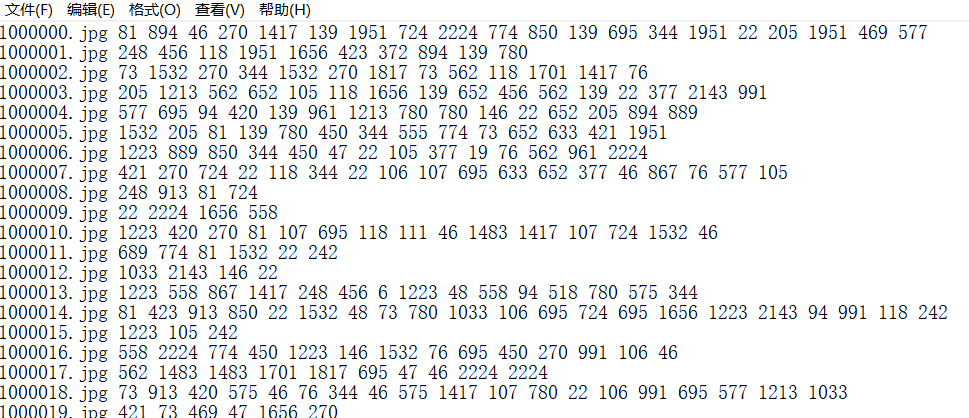 文件(F) 编辑(E) 格式(O) 查看(V) 帮助(H)
1000000.jpg 81 894 46 270 1417 139 1951 724 2224 774 850 139 695 344 1951 22 205 1951 469 577
1000001.jpg 248 456 118 1951 1656 423 372 894 139 780
1000002.jpg 73 1532 270 344 1532 270 1817 73 562 118 1701 1417 76
1000003.jpg 205 1213 562 652 105 118 1656 139 652 456 562 139 22 377 2143 991
1000004.jpg 577 695 94 420 139 961 1213 780 780 146 22 652 205 894 889
1000005.jpg 1532 205 81 139 780 450 344 555 774 73 652 633 421 1951
1000006.jpg 1223 889 850 344 450 47 22 105 377 19 76 562 961 2224
1000007.jpg 421 270 724 22 118 344 22 106 107 695 633 652 377 46 867 76 577 105
1000008.jpg 248 913 81 724
1000009.jpg 22 2224 1656 558
1000010.jpg 1223 420 270 81 107 695 118 111 46 1483 1417 107 724 1532 46
1000011.jpg 689 774 81 1532 22 242
1000012.jpg 1033 2143 146 22
1000013.jpg 1223 558 867 1417 248 456 6 1223 48 558 94 518 780 575 344
1000014.jpg 81 423 913 850 22 1532 48 73 780 1033 106 695 724 695 1656 1223 2143 94 991 118 242
1000015.jpg 1223 105 242
1000016.jpg 558 2224 774 450 1223 146 1532 76 695 450 270 991 106 46
1000017.jpg 562 1483 1483 1701 1817 695 47 46 2224 2224
1000018.jpg 73 913 420 575 46 76 344 46 575 1417 107 780 22 106 991 695 577 1213 1033
1000019.jpg 421 73 469 47 1656 270